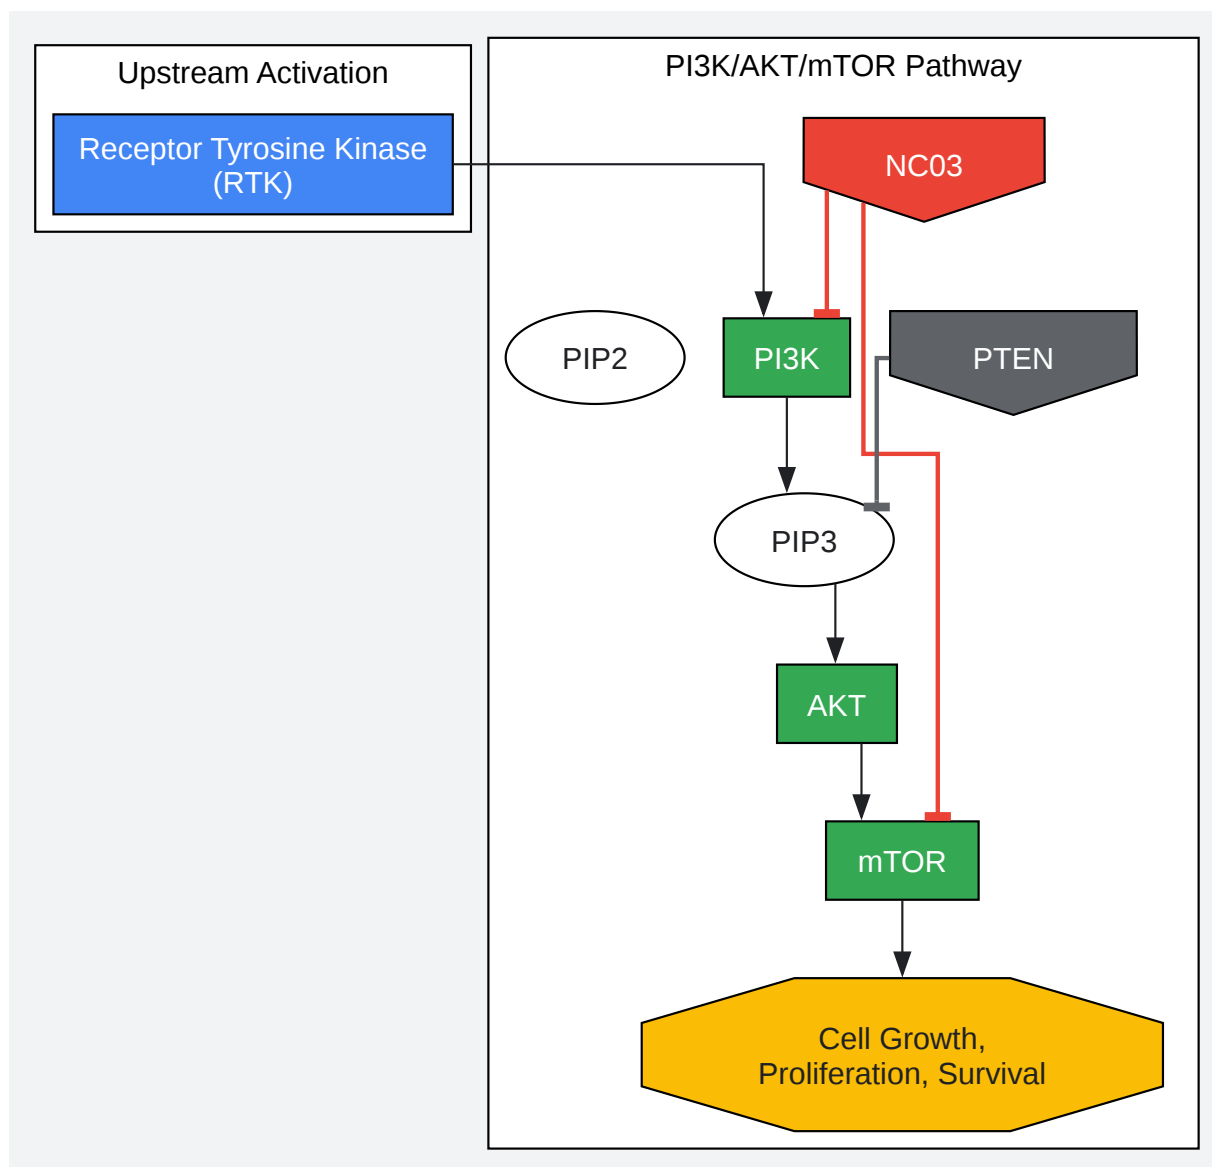 Upstream Activation
Receptor Tyrosine Kinase
(RTK)
PI3K/AKT/mTOR Pathway
NC03
PIP2
PI3K
PTEN
PIP3
AKT
mTOR
Cell Growth,
Proliferation, Survival